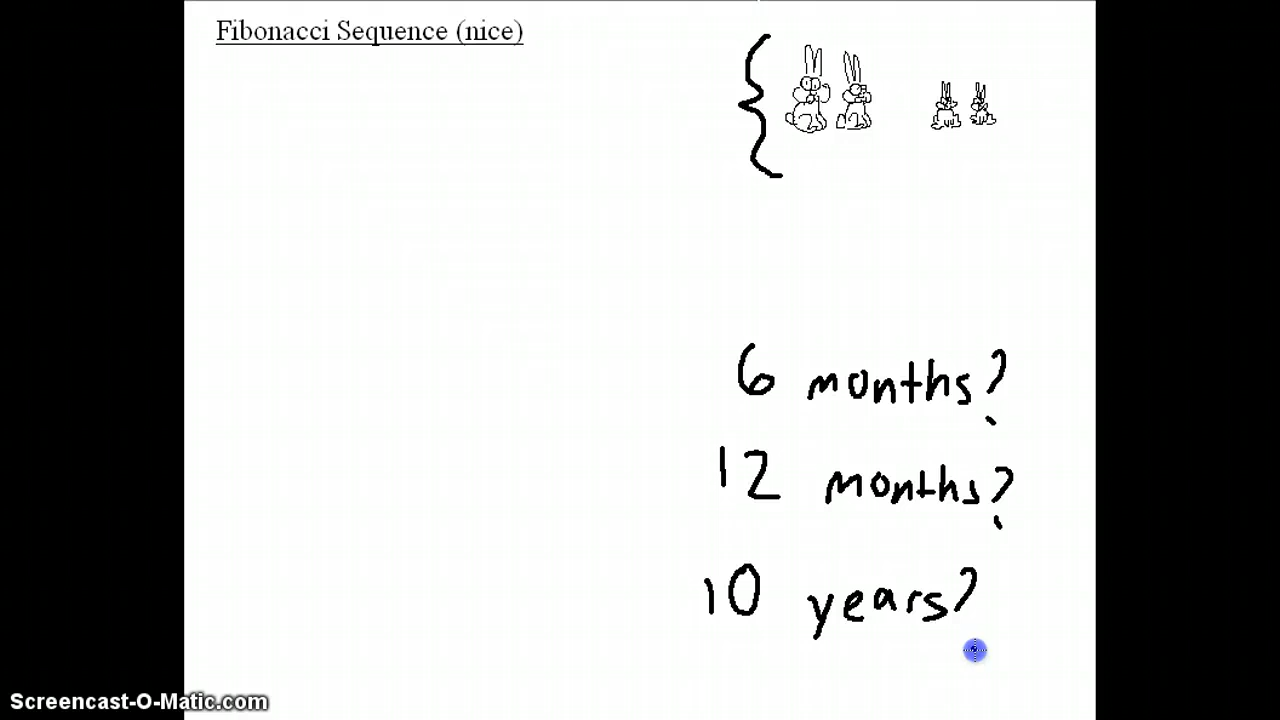 Fibonacci Sequence (nice)
6 months?
12 months?
10 years?
Screencast-O-Matic.com